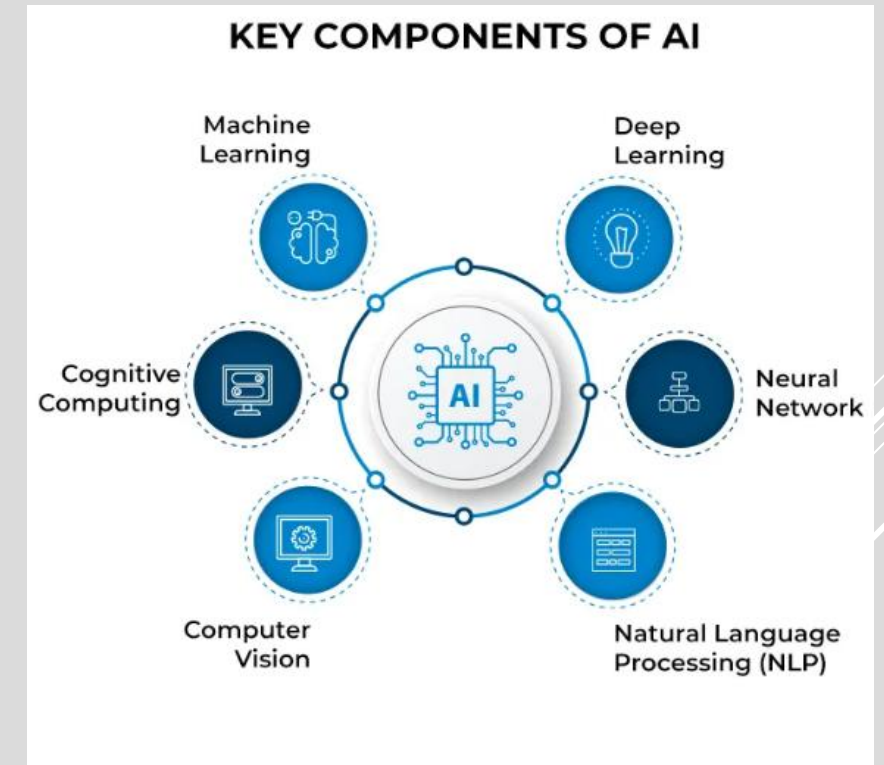 KEY COMPONENTS OF AI
Machine
Learning
Deep
Learning
Cognitive
Computing
AI
Neural
Network
Computer
Vision
Natural Language
Processing (NLP)